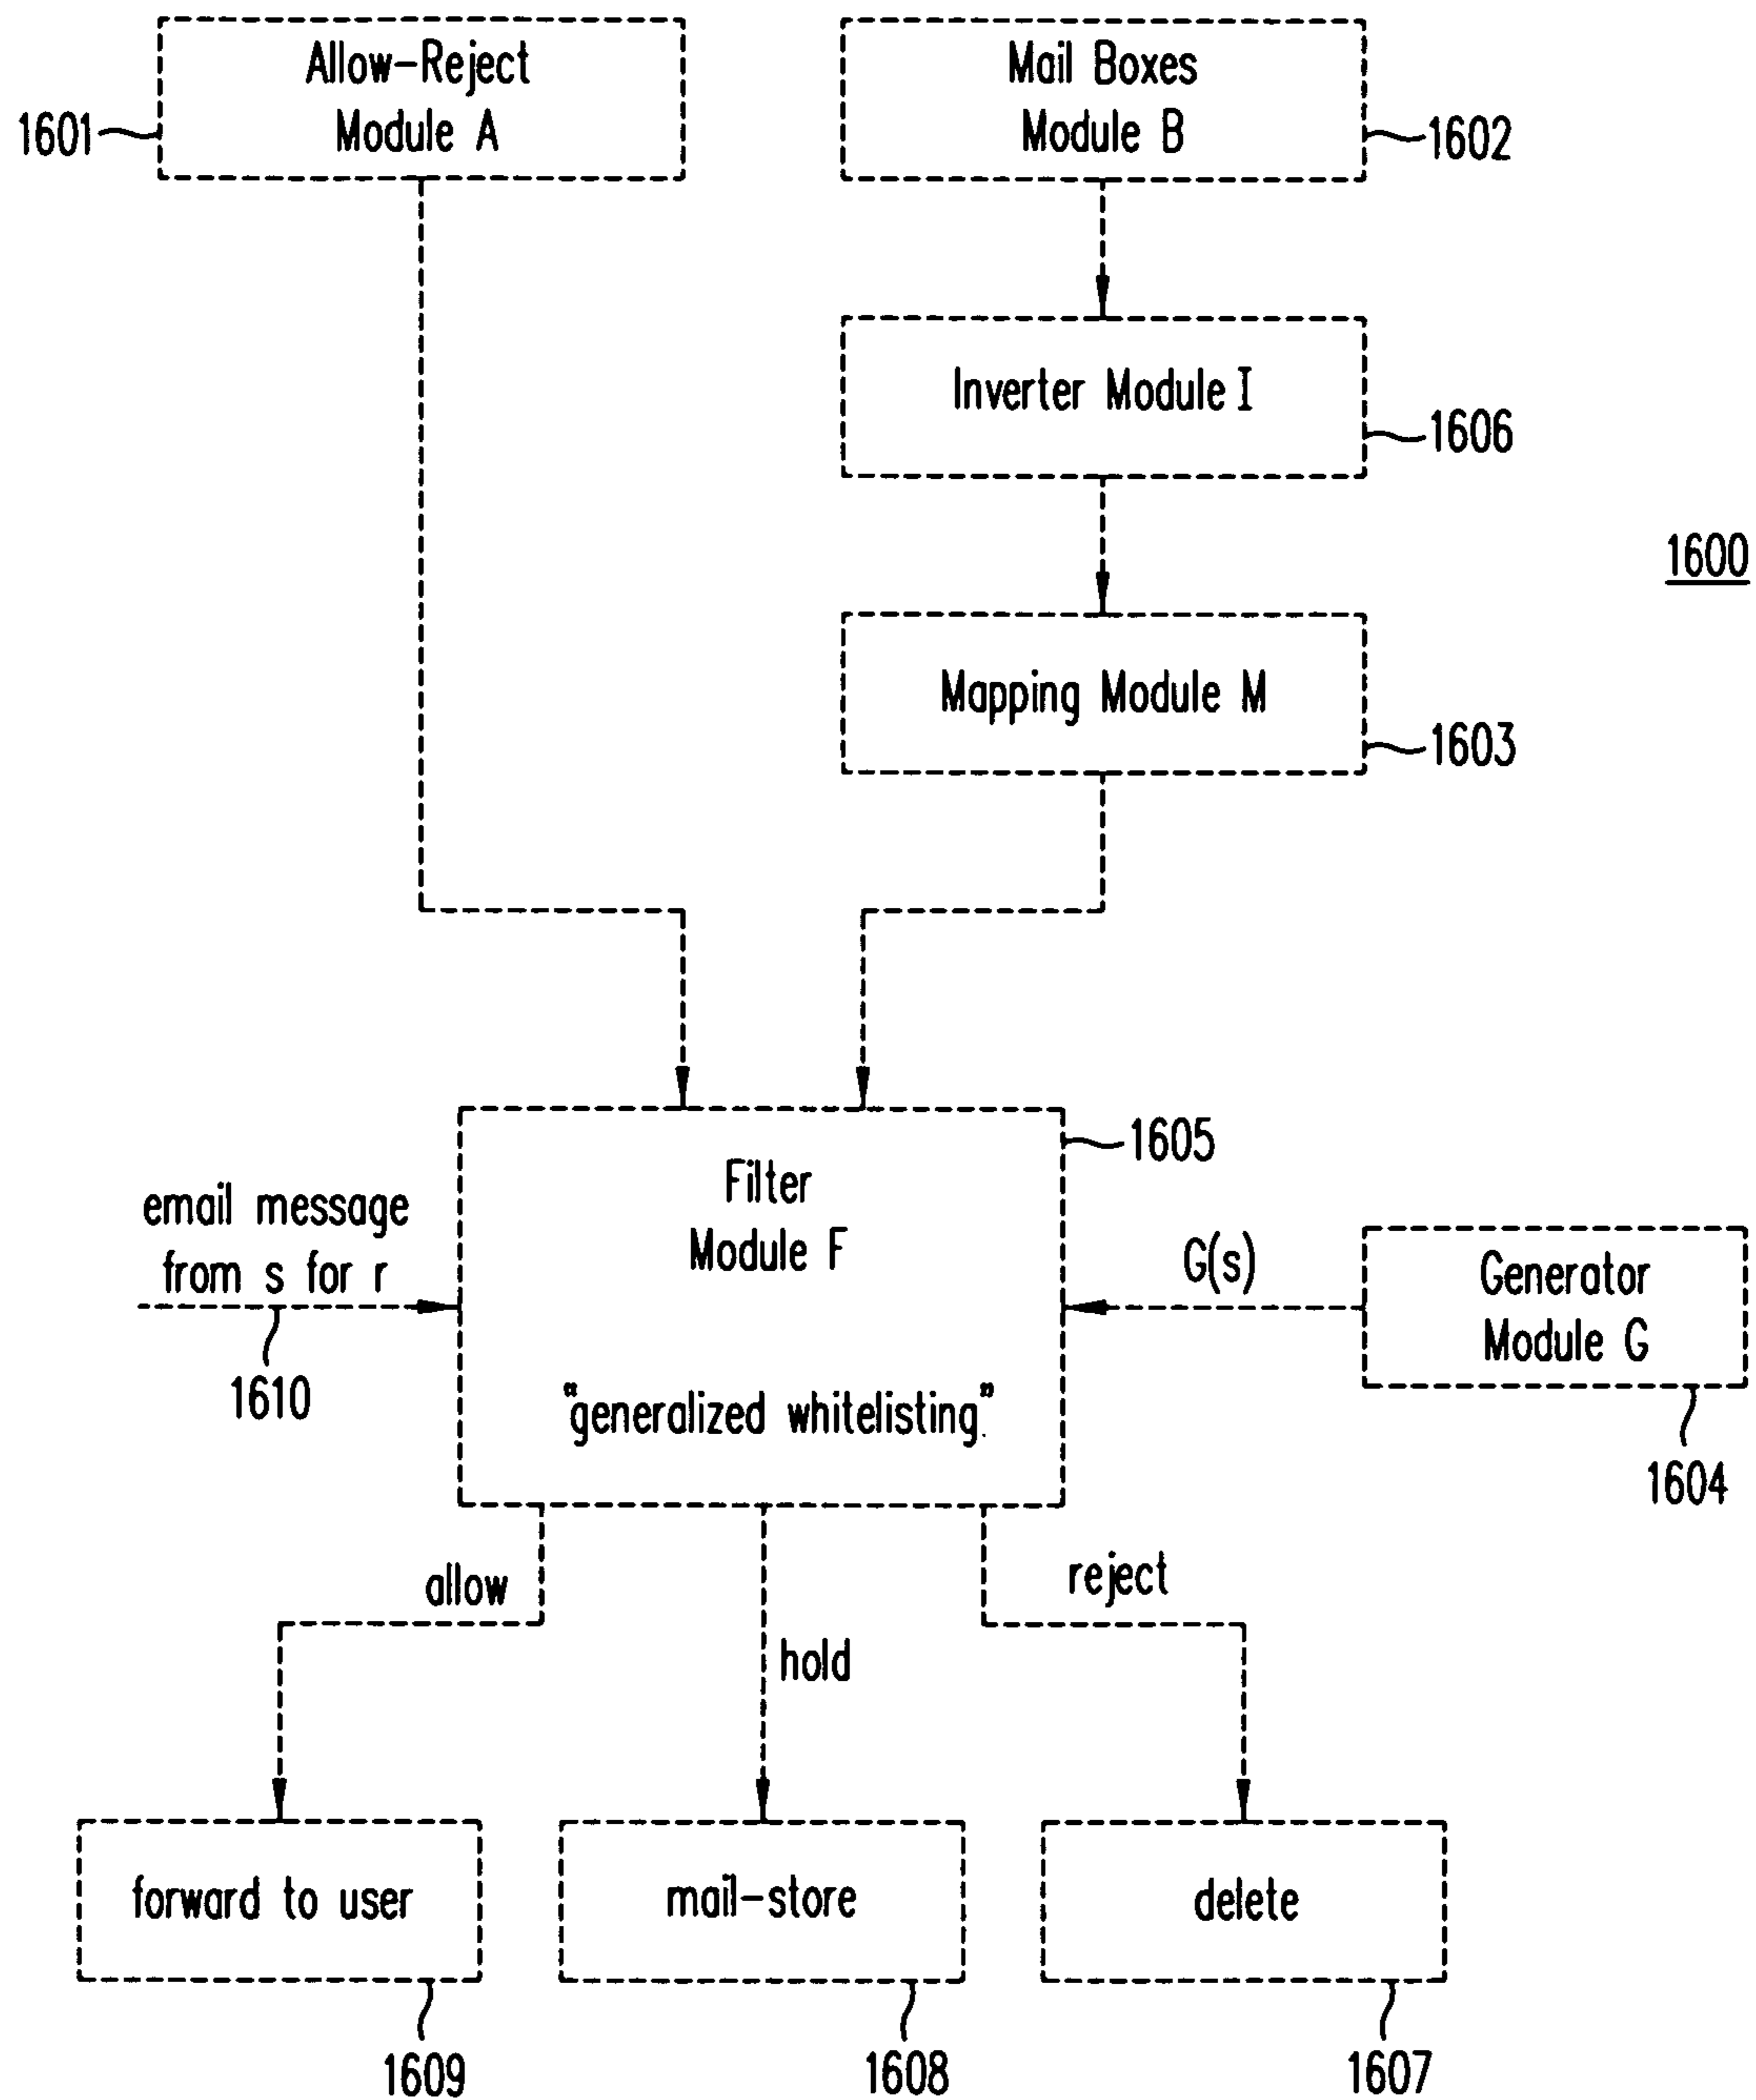 Allow-Reject
Module A
1601
Mail Boxes
Module B
1602
Inverter Module I
1606
1600
Mapping Module M
1603
1605
Filter
Module F
"generalized whitelisting."
email message
from s for r
1610
G(s)
Generator
Module G
1604
allow
hold
reject
forward to user
mail-store
delete
1609
1608
1607